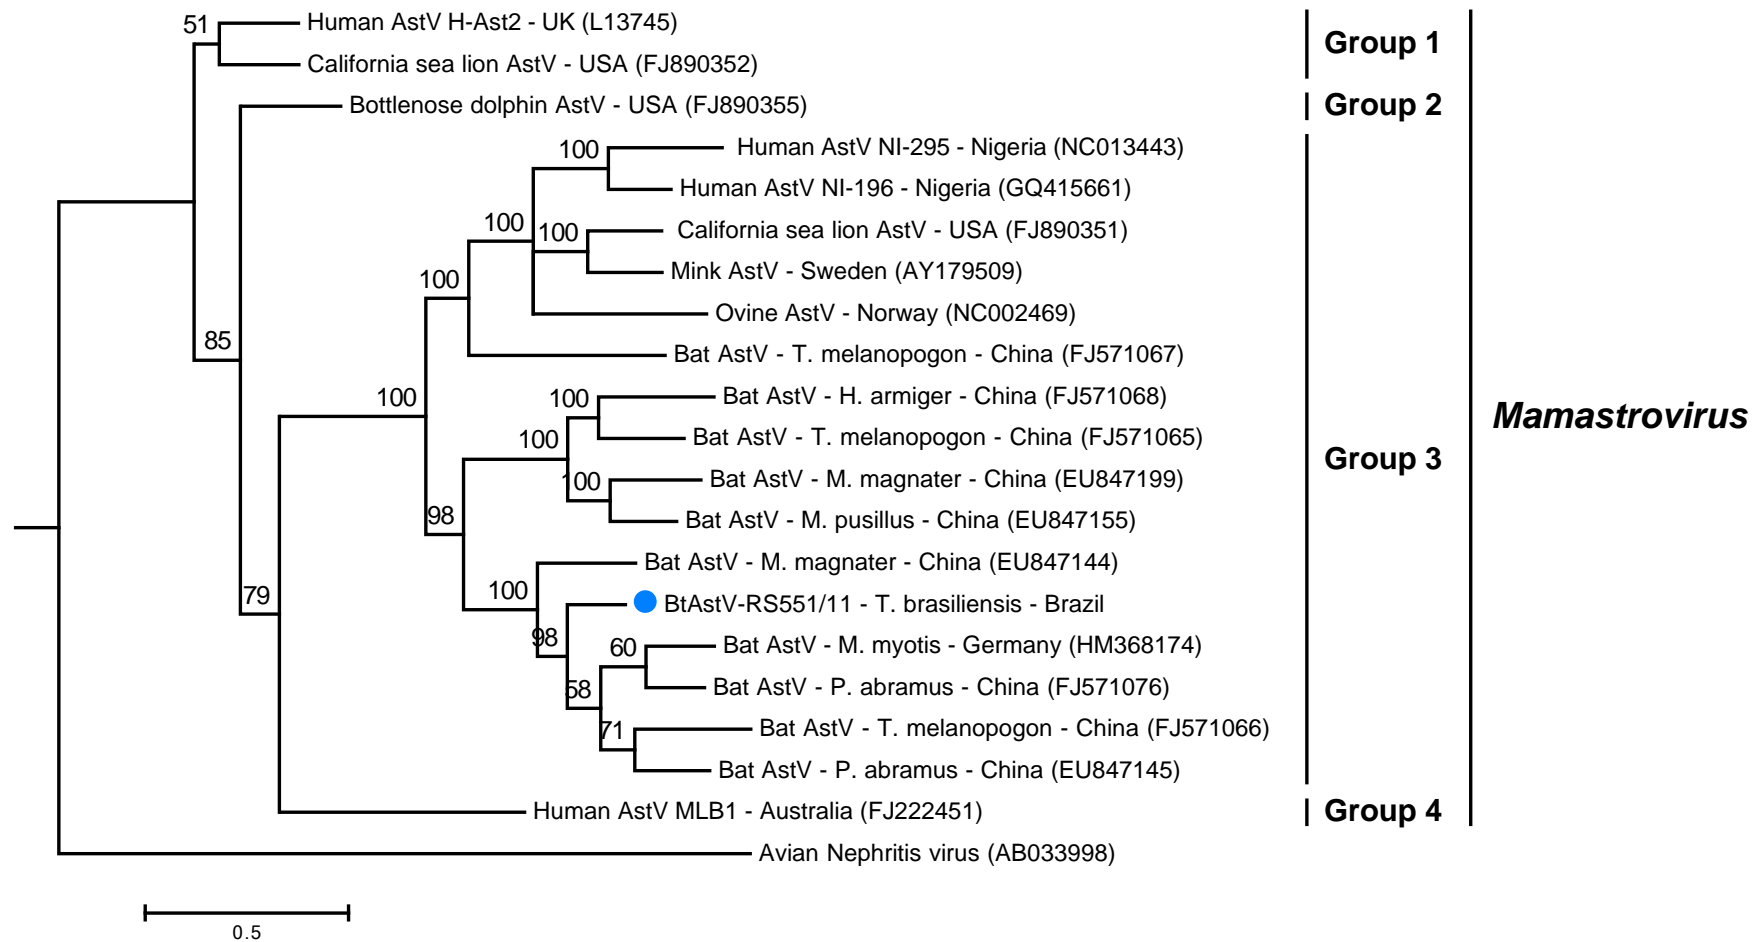 51
Human AstV H-Ast2 - UK (L13745)
California sea lion AstV - USA (FJ890352)
Group 1
Bottlenose dolphin AstV - USA (FJ890355)
Group 2
100
Human AstV NI-295 - Nigeria (NC013443)
Human AstV NI-196 - Nigeria (GQ415661)
100
100
California sea lion AstV - USA (FJ890351)
Mink AstV - Sweden (AY179509)
100
Ovine AstV - Norway (NC002469)
85
Bat AstV - T. melanopogon - China (FJ571067)
100
100
Bat AstV - H. armiger - China (FJ571068)
Mamastrovirus
100
Bat AstV - T. melanopogon - China (FJ571065)
Group 3
100
Bat AstV - M. magnater - China (EU847199)
98
Bat AstV - M. pusillus - China (EU847155)
Bat AstV - M. magnater - China (EU847144)
79
100
BtAstV-RS551/11 - T. brasiliensis - Brazil
98
60
Bat AstV - M. myotis - Germany (HM368174)
58
Bat AstV - P. abramus - China (FJ571076)
71
Bat AstV - T. melanopogon - China (FJ571066)
Bat AstV - P. abramus - China (EU847145)
Human AstV MLB1 - Australia (FJ222451)
Group 4
Avian Nephritis virus (AB033998)
0.5